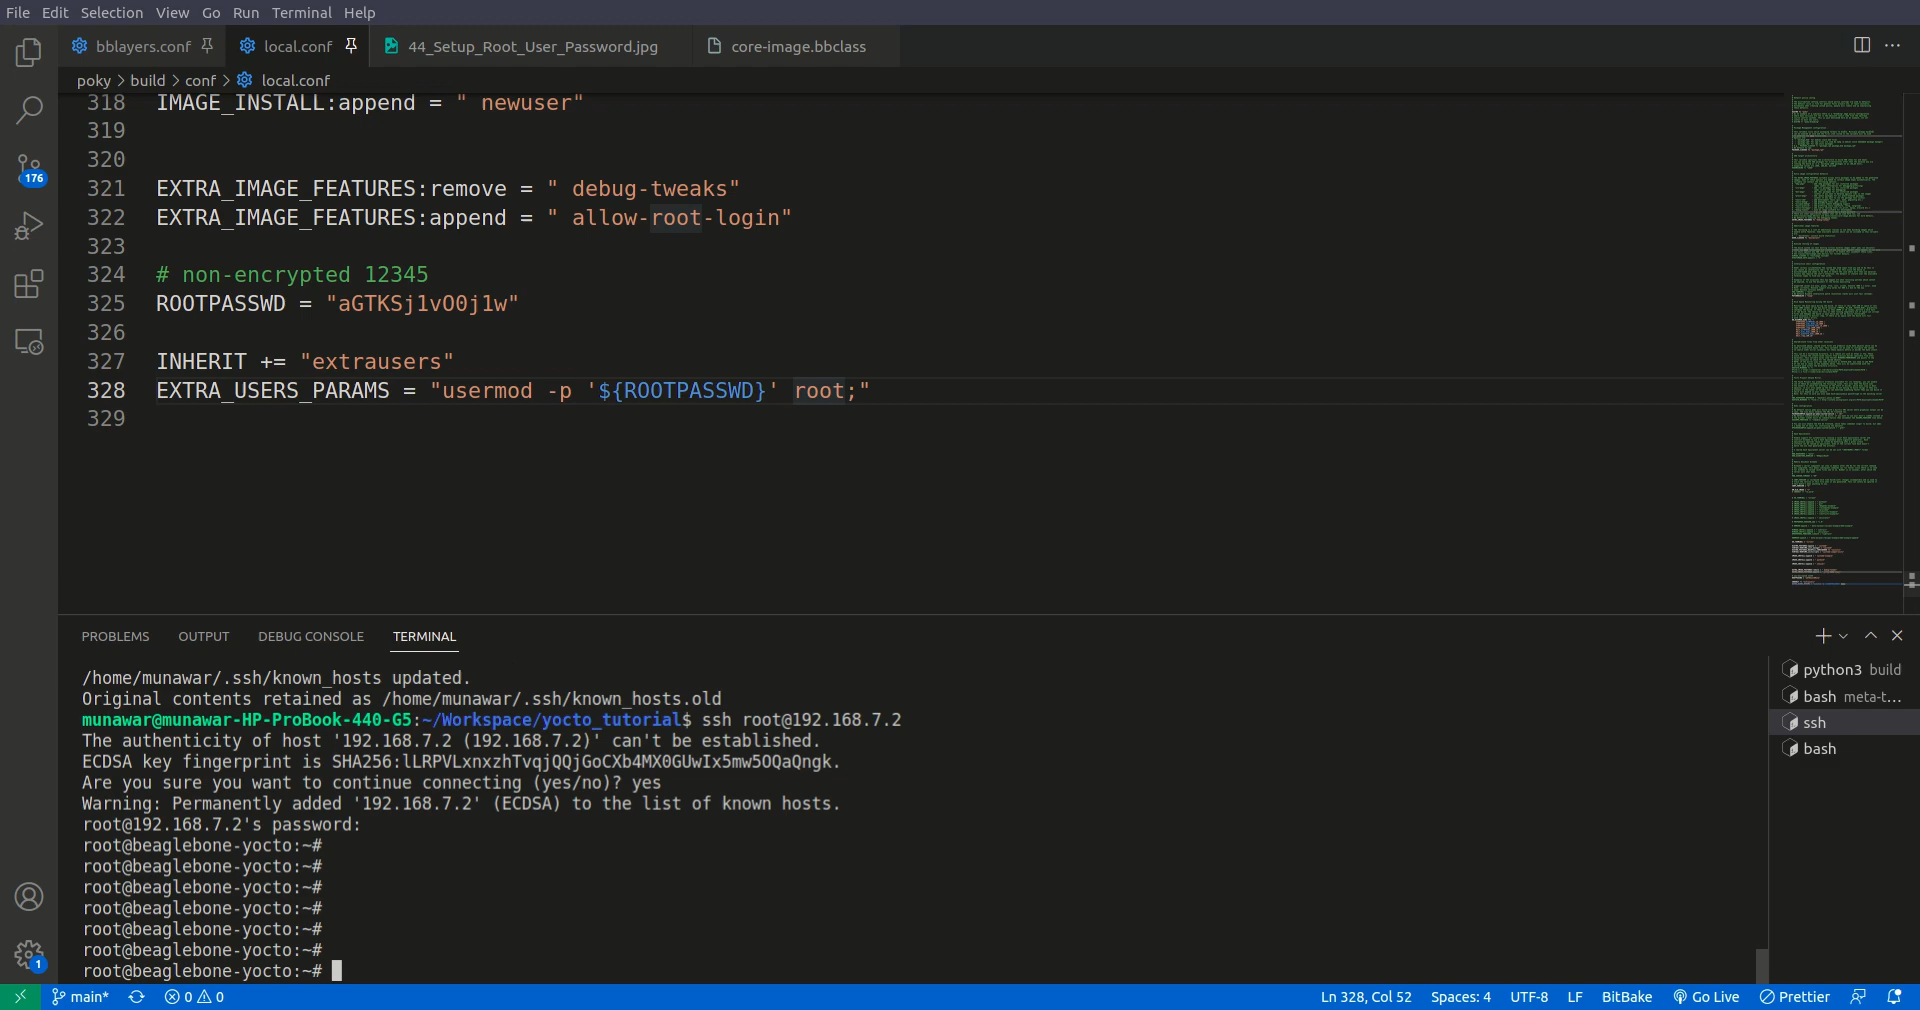 File Edit Selection View Go Run Terminal Help
bblayers.conf local.conf 44_Setup_Root_User_Password.jpg core-image.bbclass
poky > build > conf > local.conf
318 IMAGE_INSTALL:append = " newuser"
319
320
321 EXTRA_IMAGE_FEATURES:remove = " debug-tweaks"
322 EXTRA_IMAGE_FEATURES:append = " allow-root-login"
323
324 # non-encrypted 12345
325 ROOTPASSWD = "aGTKSj1vO0j1w"
326
327 INHERIT += "extrausers"
328 EXTRA_USERS_PARAMS = "usermod -p '${ROOTPASSWD}' root;"
329
176
PROBLEMS OUTPUT DEBUG CONSOLE TERMINAL
/home/munawar/.ssh/known_hosts updated.
Original contents retained as /home/munawar/.ssh/known_hosts.old
munawar@munawar-HP-ProBook-440-G5:~/Workspace/yocto_tutorial$ ssh root@192.168.7.2
The authenticity of host '192.168.7.2 (192.168.7.2)' can't be established.
ECDSA key fingerprint is SHA256:lLRPVLxnxzhTvqjQQjGoCXb4MX0GUwIx5mw5OQaQngk.
Are you sure you want to continue connecting (yes/no)? yes
Warning: Permanently added '192.168.7.2' (ECDSA) to the list of known hosts.
root@192.168.7.2's password:
root@beaglebone-yocto:~#
root@beaglebone-yocto:~#
root@beaglebone-yocto:~#
root@beaglebone-yocto:~#
root@beaglebone-yocto:~#
root@beaglebone-yocto:~#
root@beaglebone-yocto:~#
python3 build
bash meta-t...
ssh
bash
1
main* 0 0 Ln 328, Col 52 Spaces: 4 UTF-8 LF BitBake Go Live Prettier